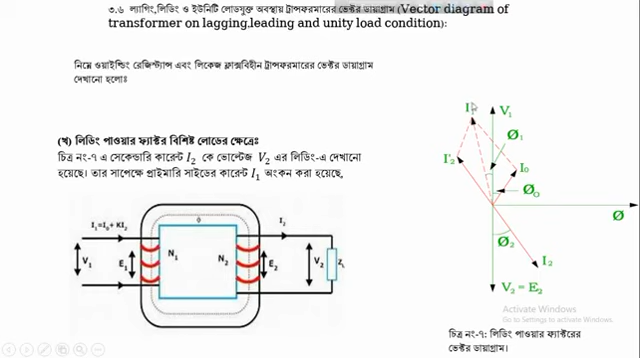 ৩.৬ ল্যাগিং,লিডিং ও ইউনিটি লোডযুক্ত অবস্থায় ট্রান্সফরমারের ভেক্টর ডায়াগ্রাম (Vector diagram of
transformer on lagging,leading and unity load condition):
নিম্নে ওয়াইন্ডিং রেজিস্ট্যান্স এবং লিকেজ ফ্লাক্সবিহীন ট্রান্সফরমারের ভেক্টর ডায়াগ্রাম
দেখানো হলোঃ
(খ) লিডিং পাওয়ার ফ্যাক্টর বিশিষ্ট লোডের ক্ষেত্রেঃ
চিত্র নং-৭ এ সেকেন্ডারি কারেন্ট I₂ কে ভোল্টেজ V₂ এর লিডিং-এ দেখানো
হয়েছে। তার সাপেক্ষে প্রাইমারি সাইডের কারেন্ট I₁ অংকন করা হয়েছে,
I₁=I₀+ KI₂
ϕ
I₂
V₁
E₁
N₁
N₂
E₂
V₂
V₁
Ø₁
I'₂
I₀
Ø₀
Ø
Ø₂
I₂
V₂ = E₂
Activate Windows
Go to Settings to activate Windows.
চিত্র নং-৭: লিডিং পাওয়ার ফ্যাক্টরের
ভেক্টর ডায়াগ্রাম।